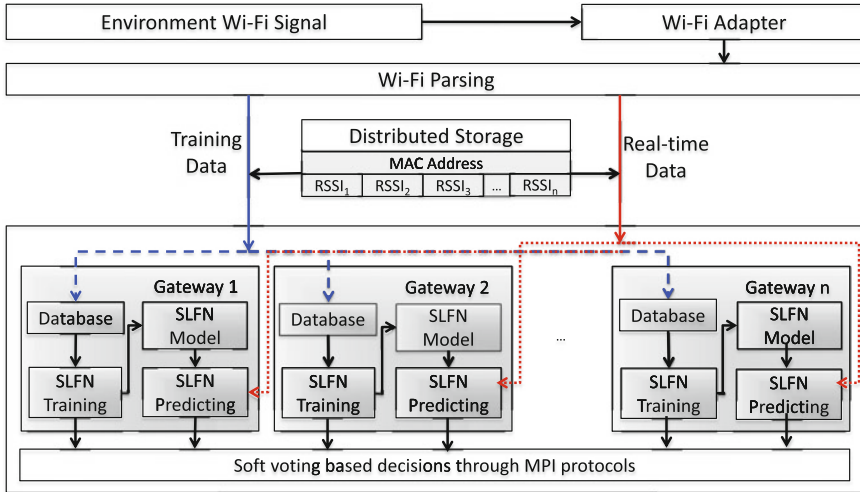 Environment Wi-Fi Signal
Wi-Fi Adapter
Wi-Fi Parsing
Training
Data
Distributed Storage
MAC Address
RSSI₁ RSSI₂ RSSI₃ ... RSSIₙ
Real-time
Data
Gateway 1
Database
SLFN
Model
SLFN
Training
SLFN
Predicting
Gateway 2
Database
SLFN
Model
SLFN
Training
SLFN
Predicting
...
Gateway n
Database
SLFN
Model
SLFN
Training
SLFN
Predicting
Soft voting based decisions through MPI protocols